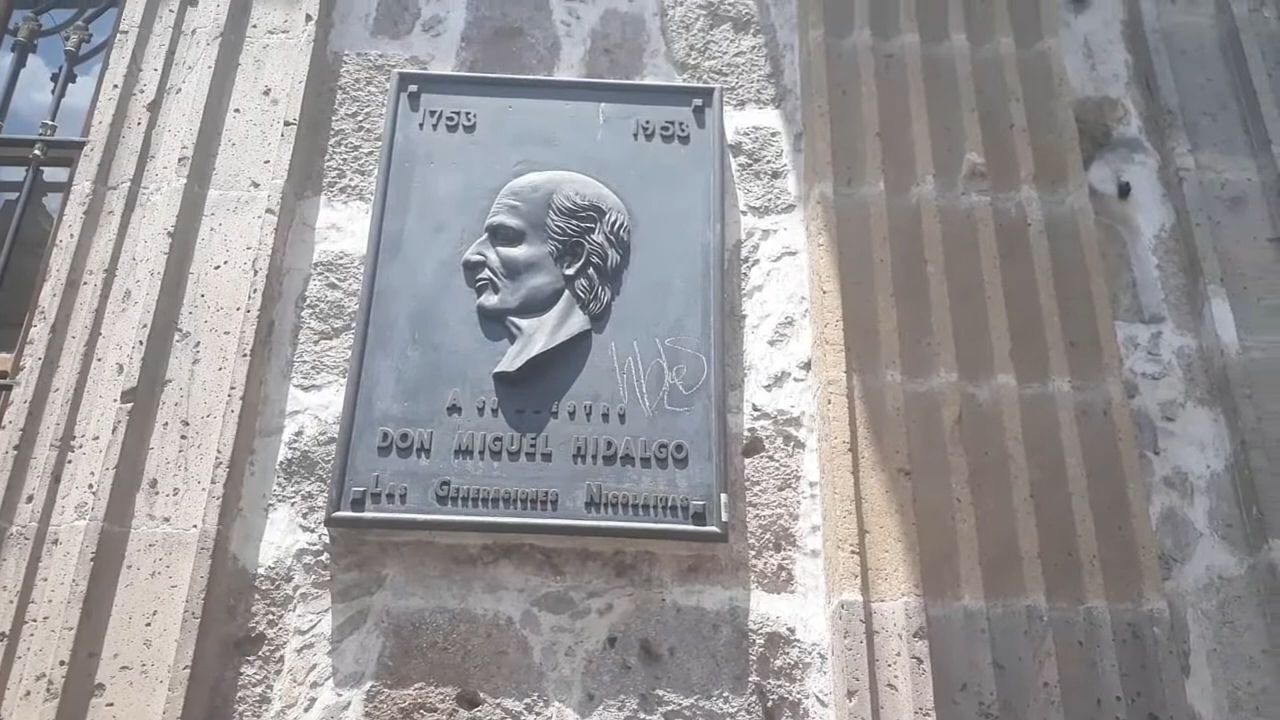 1753 1953
A
DON MIGUEL HIDALGO
LAS GENERACIONES NICOLAITAS